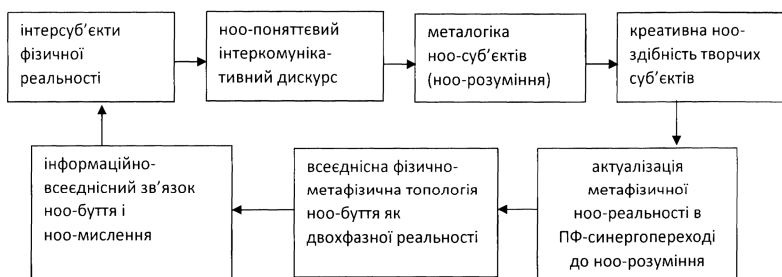 інтерсуб’єкти
фізичної
реальності
ноо-поняттєвий
інтеркомуніка-
тивний дискурс
металогіка
ноо-суб’єктів
(ноо-розуміння)
креативна ноо-
здібність творчих
суб’єктів
актуалізація
метафізичної
ноо-реальності в
ПФ-синергопереході
до ноо-розуміння
всеєднісна фізично-
метафізична топологія
ноо-буття як
двохфазної реальності
інформаційно-
всеєднісний зв’язок
ноо-буття і
ноо-мислення